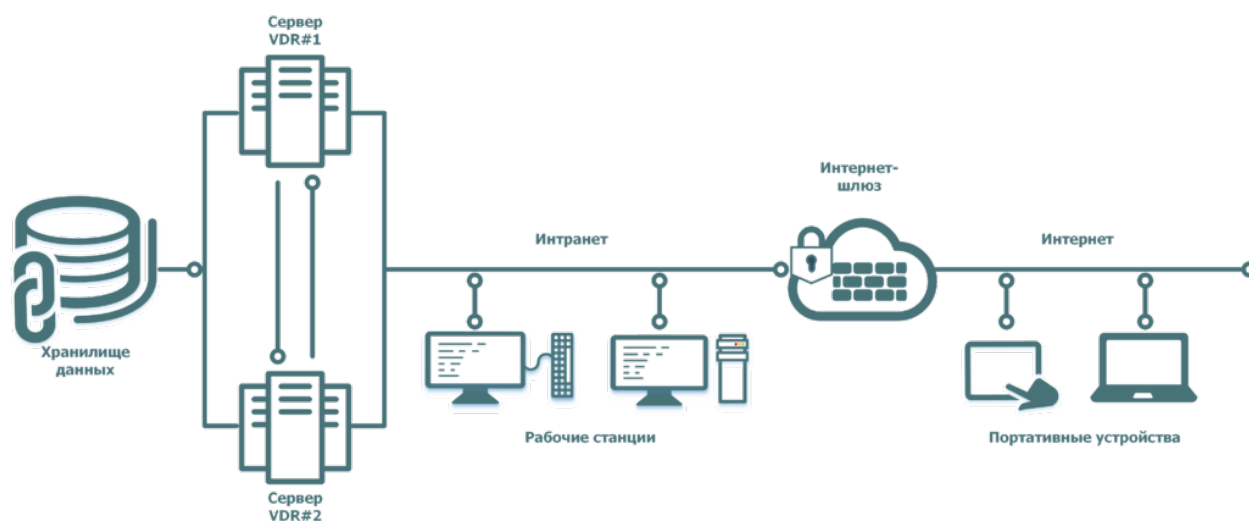 Сервер
VDR#1
Интернет-
шлюз
Интранет
Интернет
Хранилище
данных
Рабочие станции
Портативные устройства
Сервер
VDR#2